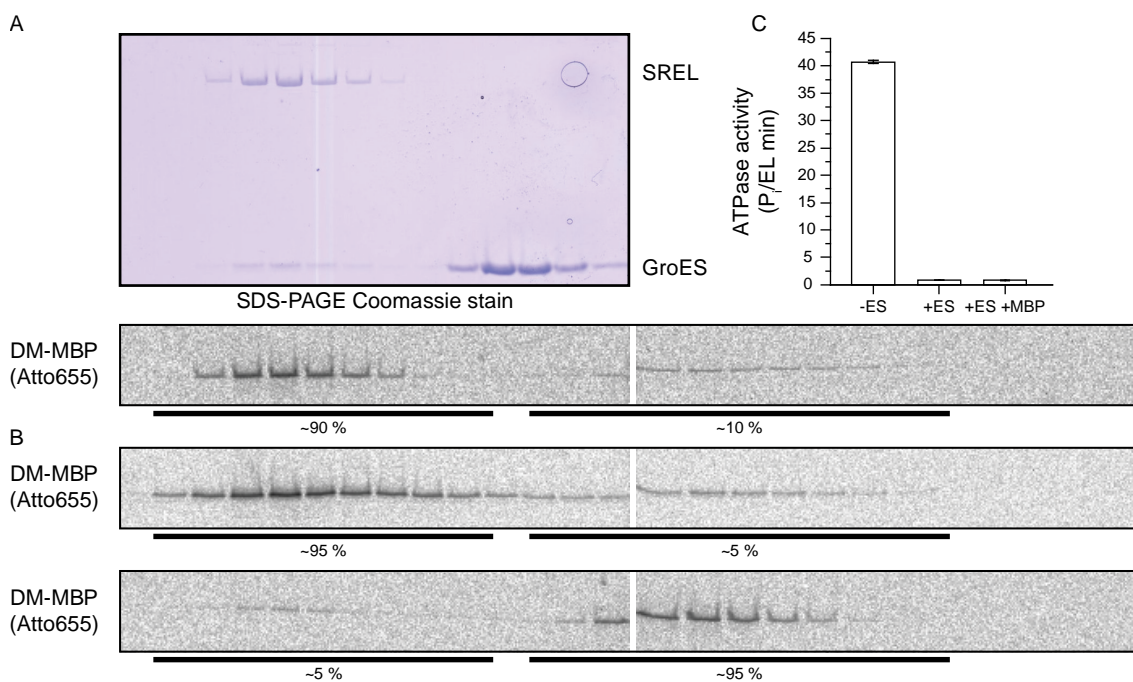 A
SREL
GroES
SDS-PAGE Coomassie stain
C
ATPase activity
(Pi/EL min)
45
40
35
30
25
20
15
10
5
0
-ES
+ES
+ES +MBP
DM-MBP
(Atto655)
~90 %
~10 %
B
DM-MBP
(Atto655)
~95 %
~5 %
DM-MBP
(Atto655)
~5 %
~95 %